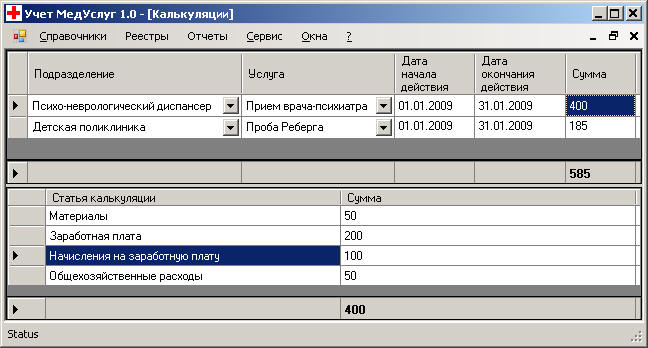 Учет МедУслуг 1.0 - [Калькуляции]
Справочники Реестры Отчеты Сервис Окна ?
Подразделение Услуга Дата начала действия Дата окончания действия Сумма
Психо-неврологический диспансер Прием врача-психиатра 01.01.2009 31.01.2009 400
Детская поликлиника Проба Реберга 01.01.2009 31.01.2009 185
585
Статья калькуляции Сумма
Материалы 50
Заработная плата 200
Начисления на заработную плату 100
Общехозяйственные расходы 50
400
Status